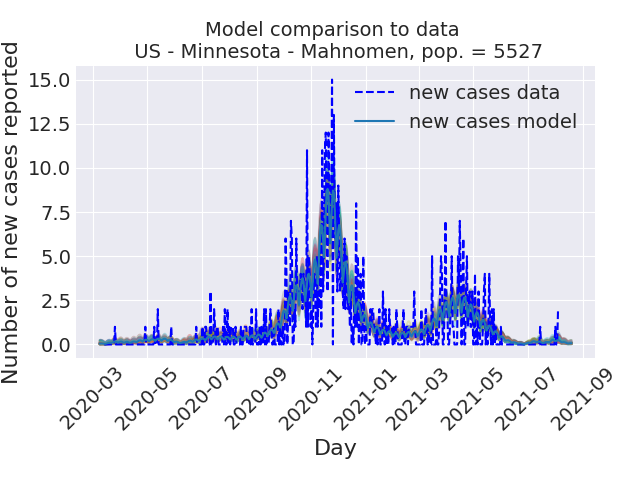 Model comparison to data
US - Minnesota - Mahnomen, pop. = 5527
Number of new cases reported
15.0
12.5
10.0
7.5
5.0
2.5
0.0
new cases data
new cases model
2020-03
2020-05
2020-07
2020-09
2020-11
2021-01
2021-03
2021-05
2021-07
2021-09
Day